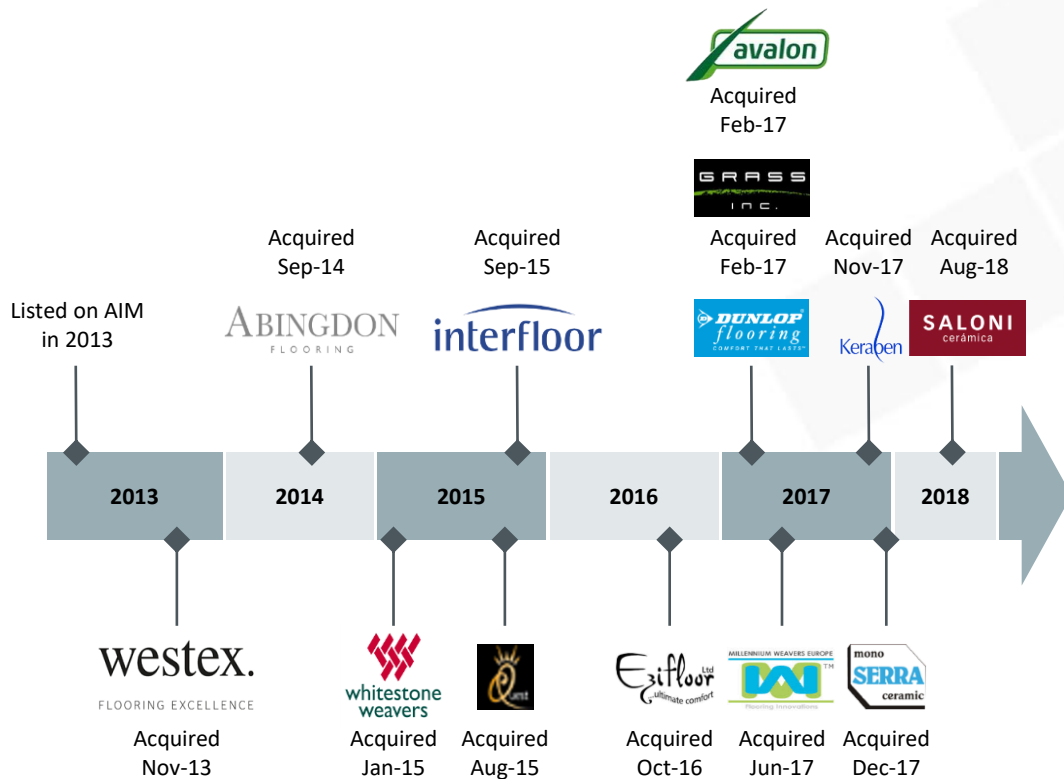 avalon
Acquired
Feb-17
GRASS
INC.
Acquired
Sep-14
Acquired
Sep-15
Acquired
Feb-17
Acquired
Nov-17
Acquired
Aug-18
Listed on AIM
in 2013
ABINGDON
FLOORING
interfloor
DUNLOP
flooring
COMFORT THAT LASTS™
Keraben
SALONI
cerámica
2013
2014
2015
2016
2017
2018
westex.
FLOORING EXCELLENCE
whitestone
weavers
Quest
Ezifloor Ltd
ultimate comfort
MILLENNIUM WEAVERS EUROPE
TM
Flooring Innovations
mono
SERRA
ceramic
Acquired
Nov-13
Acquired
Jan-15
Acquired
Aug-15
Acquired
Oct-16
Acquired
Jun-17
Acquired
Dec-17